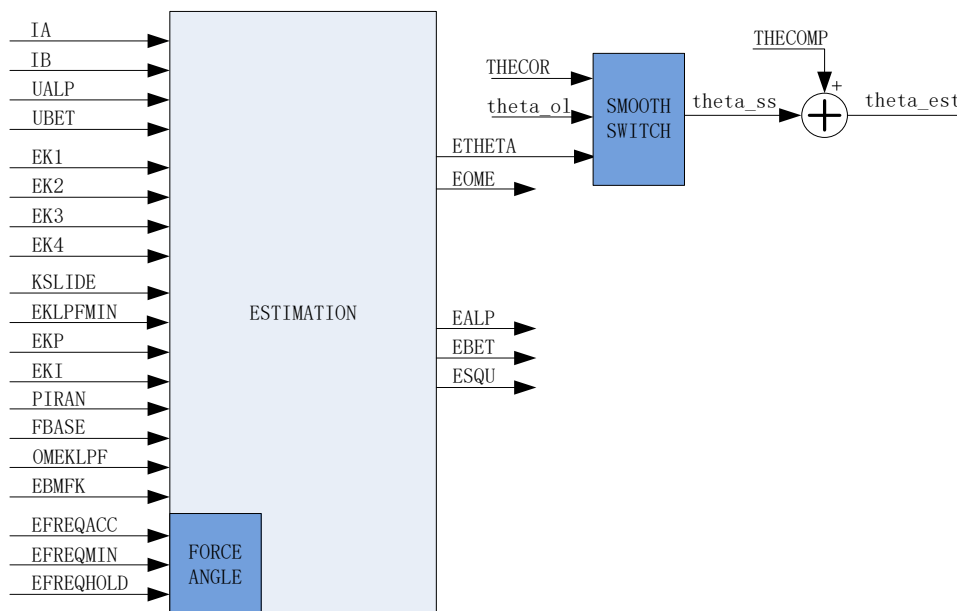 IA
IB
UALP
UBET
EK1
EK2
EK3
EK4
KSLIDE
EKLPFMIN
EKP
EKI
PIRAN
FBASE
OMEKLPF
EBMFK
EFREQACC
EFREQMIN
EFREQHOLD
FORCE
ANGLE
ESTIMATION
ETHETA
EOME
EALP
EBET
ESQU
THECOR
theta_ol
SMOOTH
SWITCH
theta_ss
THECOMP
+
theta_est